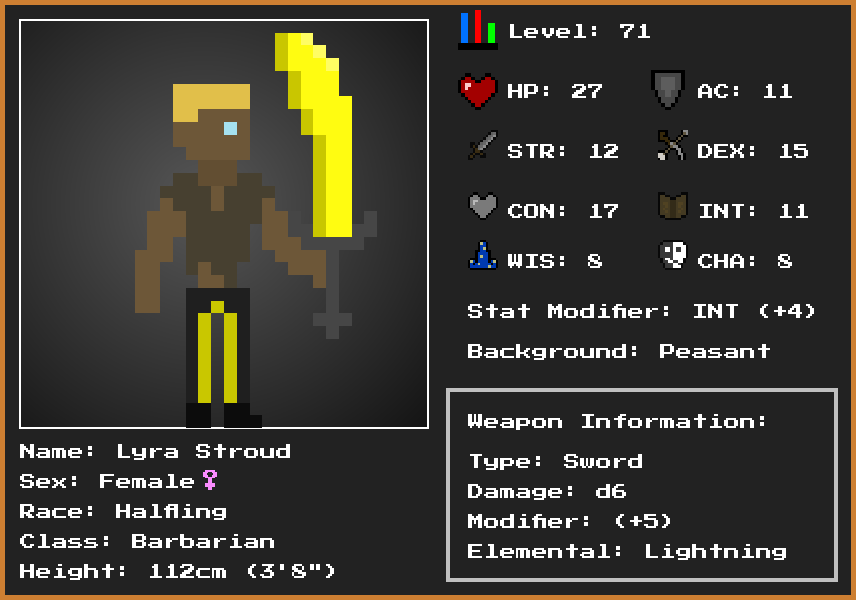 Level: 71
HP: 27 AC: 11
STR: 12 DEX: 15
CON: 17 INT: 11
WIS: 8 CHA: 8
Stat Modifier: INT (+4)
Background: Peasant
Weapon Information:
Type: Sword
Damage: d6
Modifier: (+5)
Elemental: Lightning
Name: Lyra Stroud
Sex: Female♀
Race: Halfling
Class: Barbarian
Height: 112cm (3'8")